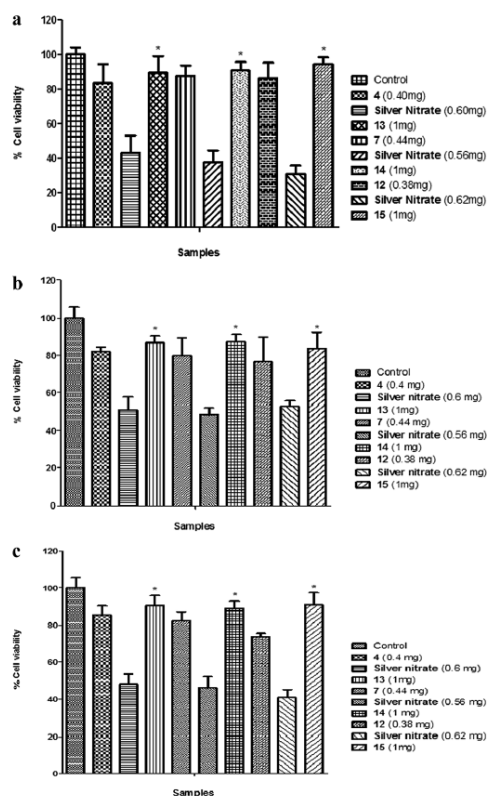 a
120
100
80
60
40
20
0
% Cell viability
* * *
Samples
Control
4 (0.40mg)
Silver Nitrate (0.60mg)
13 (1mg)
7 (0.44mg)
Silver Nitrate (0.56mg)
14 (1mg)
12 (0.38mg)
Silver Nitrate (0.62mg)
15 (1mg)
b
120
100
80
60
40
20
0
% Cell viability
* * *
Samples
Control
4 (0.4 mg)
Silver nitrate (0.6 mg)
13 (1mg)
7 (0.44 mg)
Silver nitrate (0.56 mg)
14 (1 mg)
12 (0.38 mg)
Silver nitrate (0.62 mg)
15 (1mg)
c
120
100
80
60
40
20
0
% Cell viability
* * *
Samples
Control
4 (0.4 mg)
Silver nitrate (0.6 mg)
13 (1mg)
7 (0.44 mg)
Silver nitrate (0.56 mg)
14 (1 mg)
12 (0.38 mg)
Silver nitrate (0.62 mg)
15 (1mg)